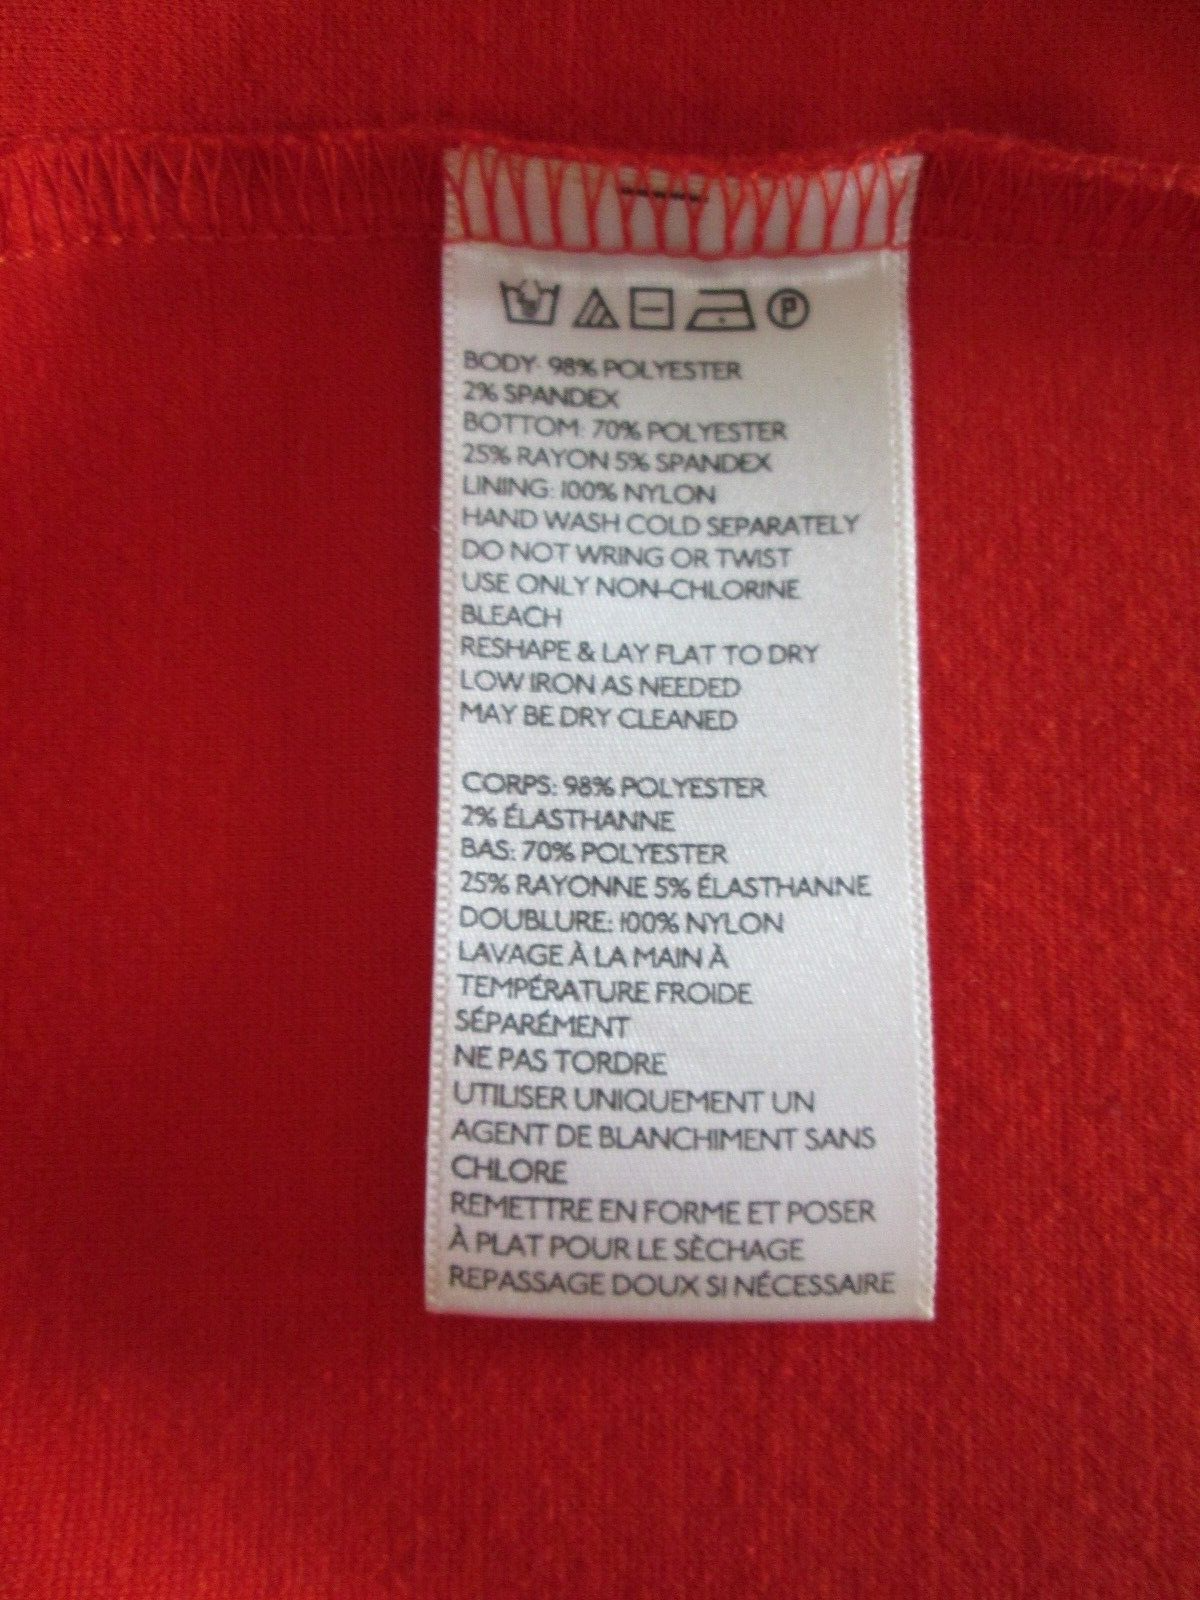 P
BODY: 98% POLYESTER
2% SPANDEX
BOTTOM: 70% POLYESTER
25% RAYON 5% SPANDEX
LINING: 100% NYLON
HAND WASH COLD SEPARATELY
DO NOT WRING OR TWIST
USE ONLY NON-CHLORINE
BLEACH
RESHAPE & LAY FLAT TO DRY
LOW IRON AS NEEDED
MAY BE DRY CLEANED
CORPS: 98% POLYESTER
2% ÉLASTHANNE
BAS: 70% POLYESTER
25% RAYONNE 5% ÉLASTHANNE
DOUBLURE: 100% NYLON
LAVAGE À LA MAIN À
TEMPÉRATURE FROIDE
SÉPARÉMENT
NE PAS TORDRE
UTILISER UNIQUEMENT UN
AGENT DE BLANCHIMENT SANS
CHLORE
REMETTRE EN FORME ET POSER
À PLAT POUR LE SÈCHAGE
REPASSAGE DOUX SI NÉCESSAIRE